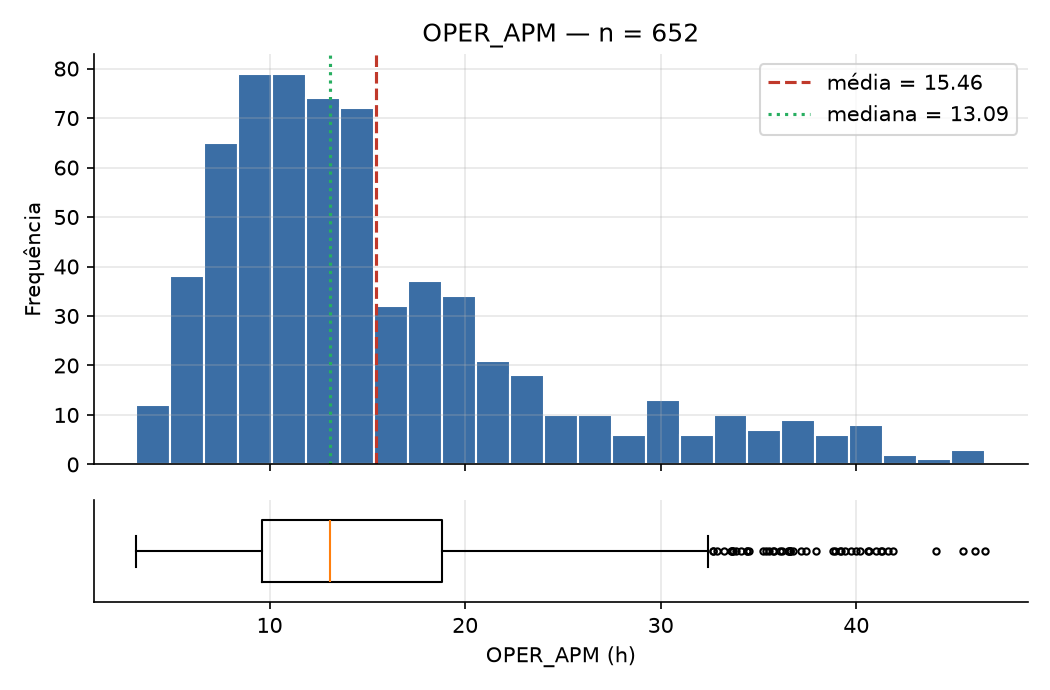 OPER_APM — n = 652
média = 15.46
mediana = 13.09
Frequência
80
70
60
50
40
30
20
10
0
10 20 30 40
OPER_APM (h)